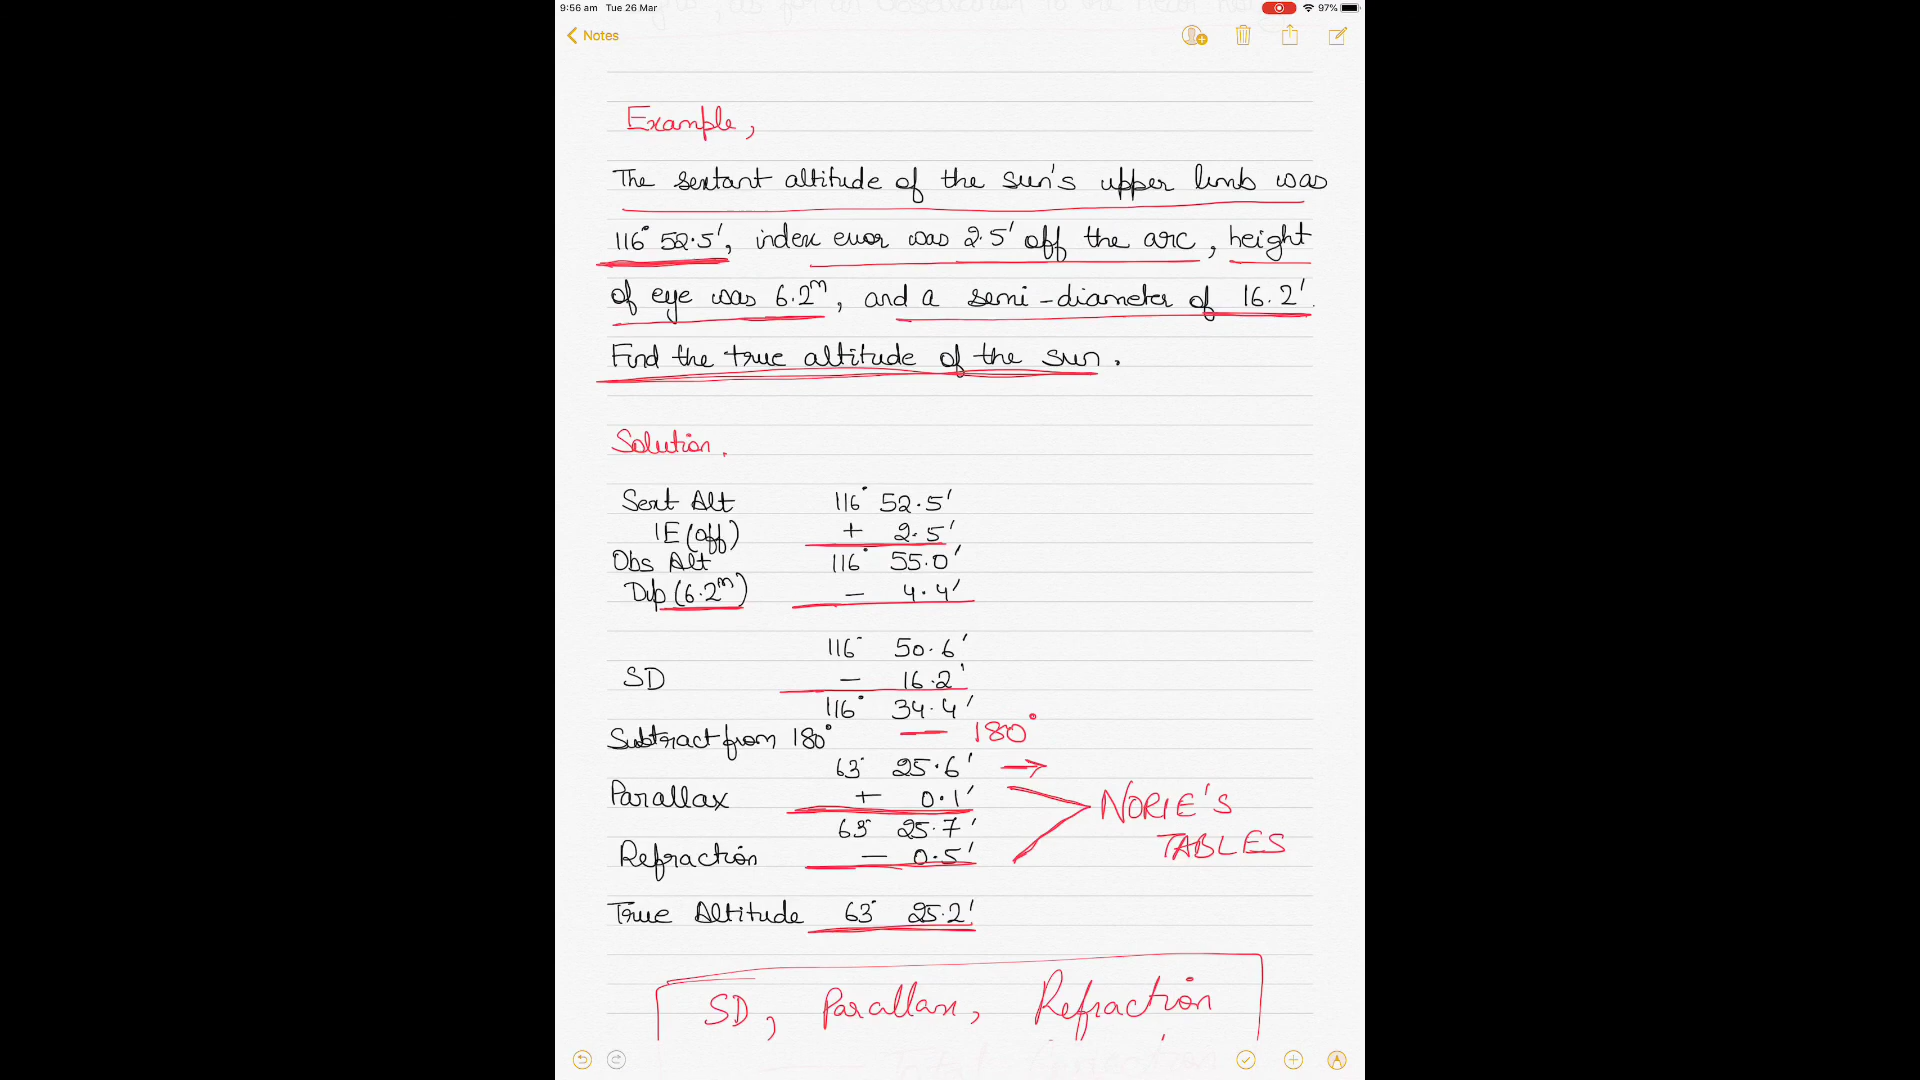 9:56 am Tue 26 Mar
97%
Notes
Example,
The sextant altitude of the sun's upper limb was
116° 52.5', index error was 2.5' off the arc, height
of eye was 6.2m, and a semi-diameter of 16.2'.
Find the true altitude of the sun.
Solution.
Sext Alt 116° 52.5'
IE (off) + 2.5'
Obs Alt 116° 55.0'
Dip (6.2m) - 4.4'
116° 50.6'
SD - 16.2'
116° 34.4'
Subtract from 180° — 180°
63° 25.6' →
Parallax + 0.1'
NORIE'S
63° 25.7'
TABLES
Refraction - 0.5'
True Altitude 63° 25.2'
SD, Parallax, Refraction